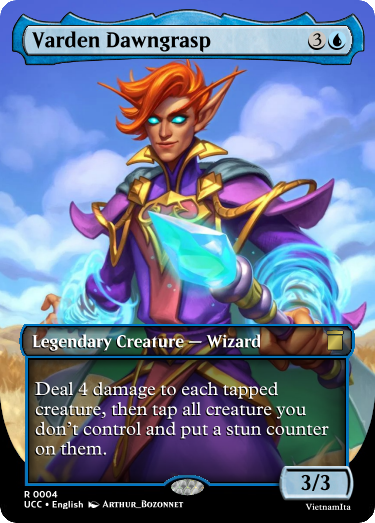 Varden Dawngrasp 3
Legendary Creature — Wizard
Deal 4 damage to each tapped
creature, then tap all creature you
don't control and put a stun counter
on them.
3/3
R 0004
UCC • English Arthur_Bozonnet
VietnamIta